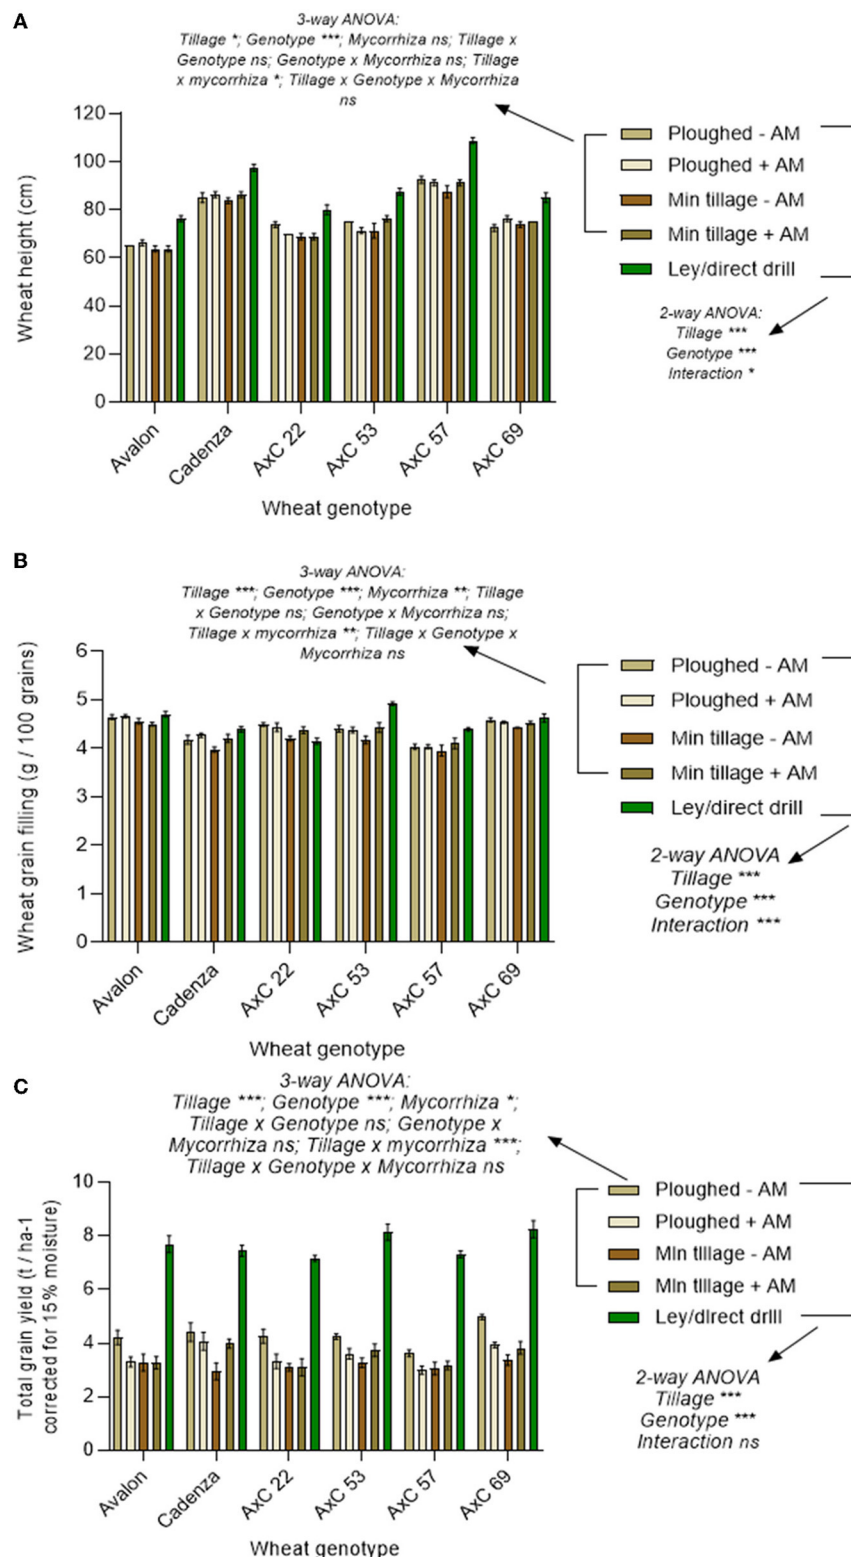 A
3-way ANOVA:
Tillage *; Genotype ***; Mycorrhiza ns; Tillage x
Genotype ns; Genotype x Mycorrhiza ns; Tillage
x mycorrhiza *; Tillage x Genotype x Mycorrhiza
ns
120
100
80
60
40
20
0
Wheat height (cm)
Avalon
Cadenza
AxC 22
AxC 53
AxC 57
AxC 69
Wheat genotype
Ploughed - AM
Ploughed + AM
Min tillage - AM
Min tillage + AM
Ley/direct drill
2-way ANOVA:
Tillage ***
Genotype ***
Interaction *
B
3-way ANOVA:
Tillage ***; Genotype ***; Mycorrhiza **; Tillage
x Genotype ns; Genotype x Mycorrhiza ns;
Tillage x mycorrhiza **; Tillage x Genotype x
Mycorrhiza ns
6
5
4
3
2
1
0
Wheat grain filling (g / 100 grains)
Avalon
Cadenza
AxC 22
AxC 53
AxC 57
AxC 69
Wheat genotype
Ploughed - AM
Ploughed + AM
Min tillage - AM
Min tillage + AM
Ley/direct drill
2-way ANOVA
Tillage ***
Genotype ***
Interaction ***
C
3-way ANOVA:
Tillage ***; Genotype ***; Mycorrhiza *;
Tillage x Genotype ns; Genotype x
Mycorrhiza ns; Tillage x mycorrhiza ***;
Tillage x Genotype x Mycorrhiza ns
10
8
6
4
2
0
Total grain yield (t / ha-1
corrected for 15% moisture)
Avalon
Cadenza
AxC 22
AxC 53
AxC 57
AxC 69
Wheat genotype
Ploughed - AM
Ploughed + AM
Min tillage - AM
Min tillage + AM
Ley/direct drill
2-way ANOVA
Tillage ***
Genotype ***
Interaction ns